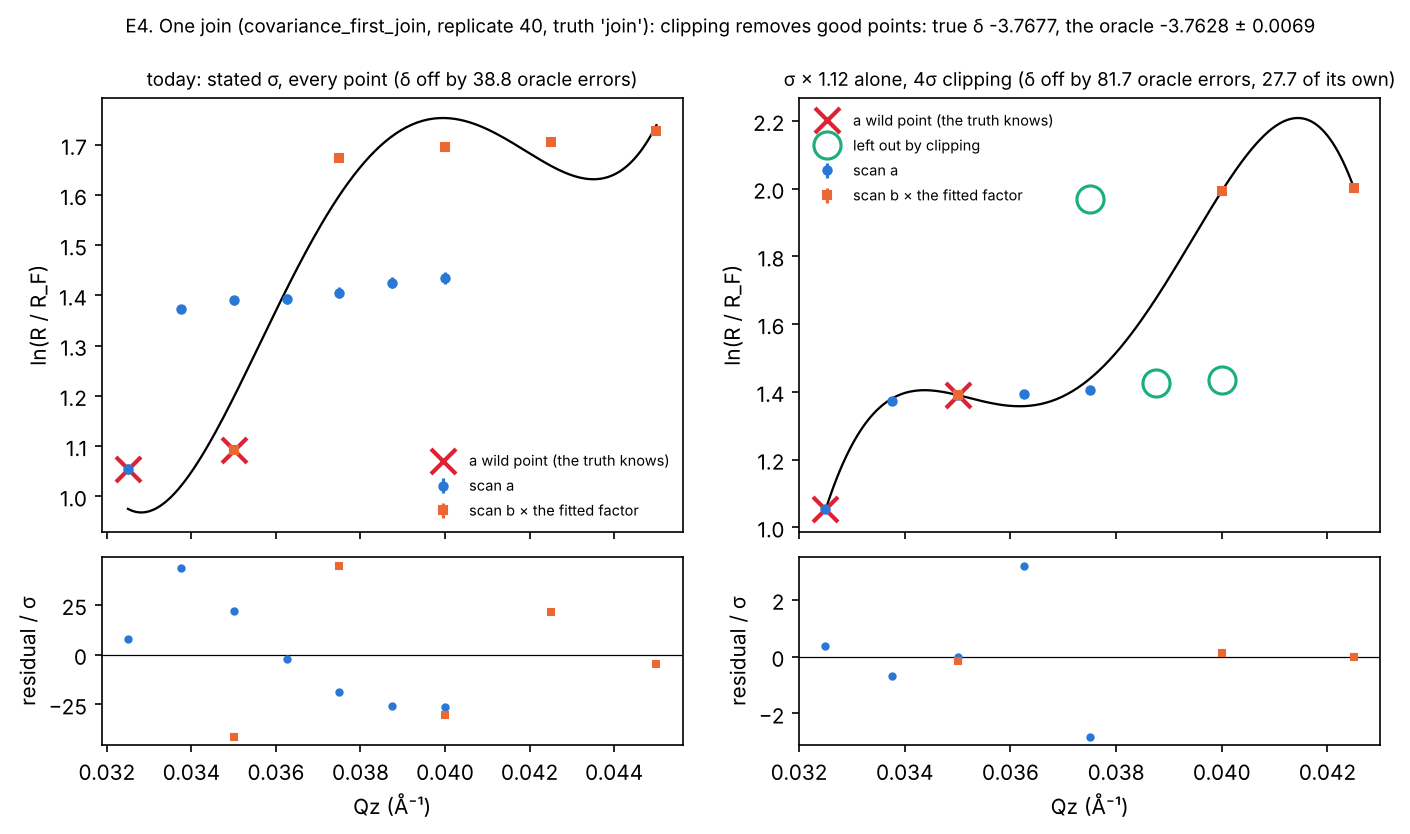 E4. One join (covariance_first_join, replicate 40, truth 'join'): clipping removes good points: true δ -3.7677, the oracle -3.7628 ± 0.0069
today: stated σ, every point (δ off by 38.8 oracle errors)
ln(R / R_F)
1.7
1.6
1.5
1.4
1.3
1.2
1.1
1.0
a wild point (the truth knows)
scan a
scan b × the fitted factor
residual / σ
25
0
−25
0.032 0.034 0.036 0.038 0.040 0.042 0.044
Qz (Å⁻¹)
σ × 1.12 alone, 4σ clipping (δ off by 81.7 oracle errors, 27.7 of its own)
ln(R / R_F)
2.2
2.0
1.8
1.6
1.4
1.2
1.0
a wild point (the truth knows)
left out by clipping
scan a
scan b × the fitted factor
residual / σ
2
0
−2
0.032 0.034 0.036 0.038 0.040 0.042
Qz (Å⁻¹)